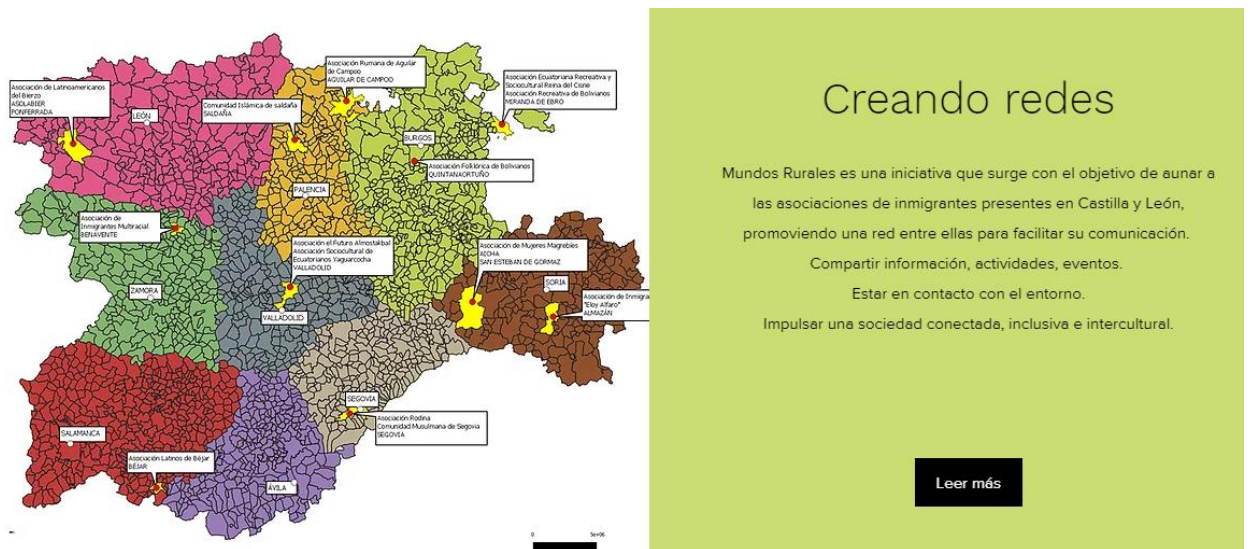 Asociación Rumana de Aguilar
de Campoo
AGUILAR DE CAMPOO
Asociación Ecuatoriana Recreativa y
Sociocultural Reina del Cisne
Asociación Recreativa de Bolivianos
MIRANDA DE EBRO
Asociación de Latinoamericanos
del Bierzo
ASOLABIER
PONFERRADA
Comunidad Islámica de saldaña
SALDAÑA
LEÓN
BURGOS
Asociación Folklórica de Bolivianos
QUINTANAORTUÑO
PALENCIA
Asociación de
Inmigrantes Multiracial
BENAVENTE
Asociación el Futuro Almostakbal
Asociación Sociocultural de
Ecuatorianos Yaguarcocha
VALLADOLID
Asociación de Mujeres Magrebíes
AICHA
SAN ESTEBAN DE GORMAZ
ZAMORA
SORIA
Asociación de Inmigra
"Eloy Alfaro"
ALMAZÁN
VALLADOLID
SEGOVIA
Asociación Rodina
Comunidad Musulmana de Segovia
SEGOVIA
SALAMANCA
Asociación Latinos de Béjar
BÉJAR
ÁVILA
0 5e+06
Creando redes
Mundos Rurales es una iniciativa que surge con el objetivo de aunar a
las asociaciones de inmigrantes presentes en Castilla y León,
promoviendo una red entre ellas para facilitar su comunicación.
Compartir información, actividades, eventos.
Estar en contacto con el entorno.
Impulsar una sociedad conectada, inclusiva e intercultural.
Leer más